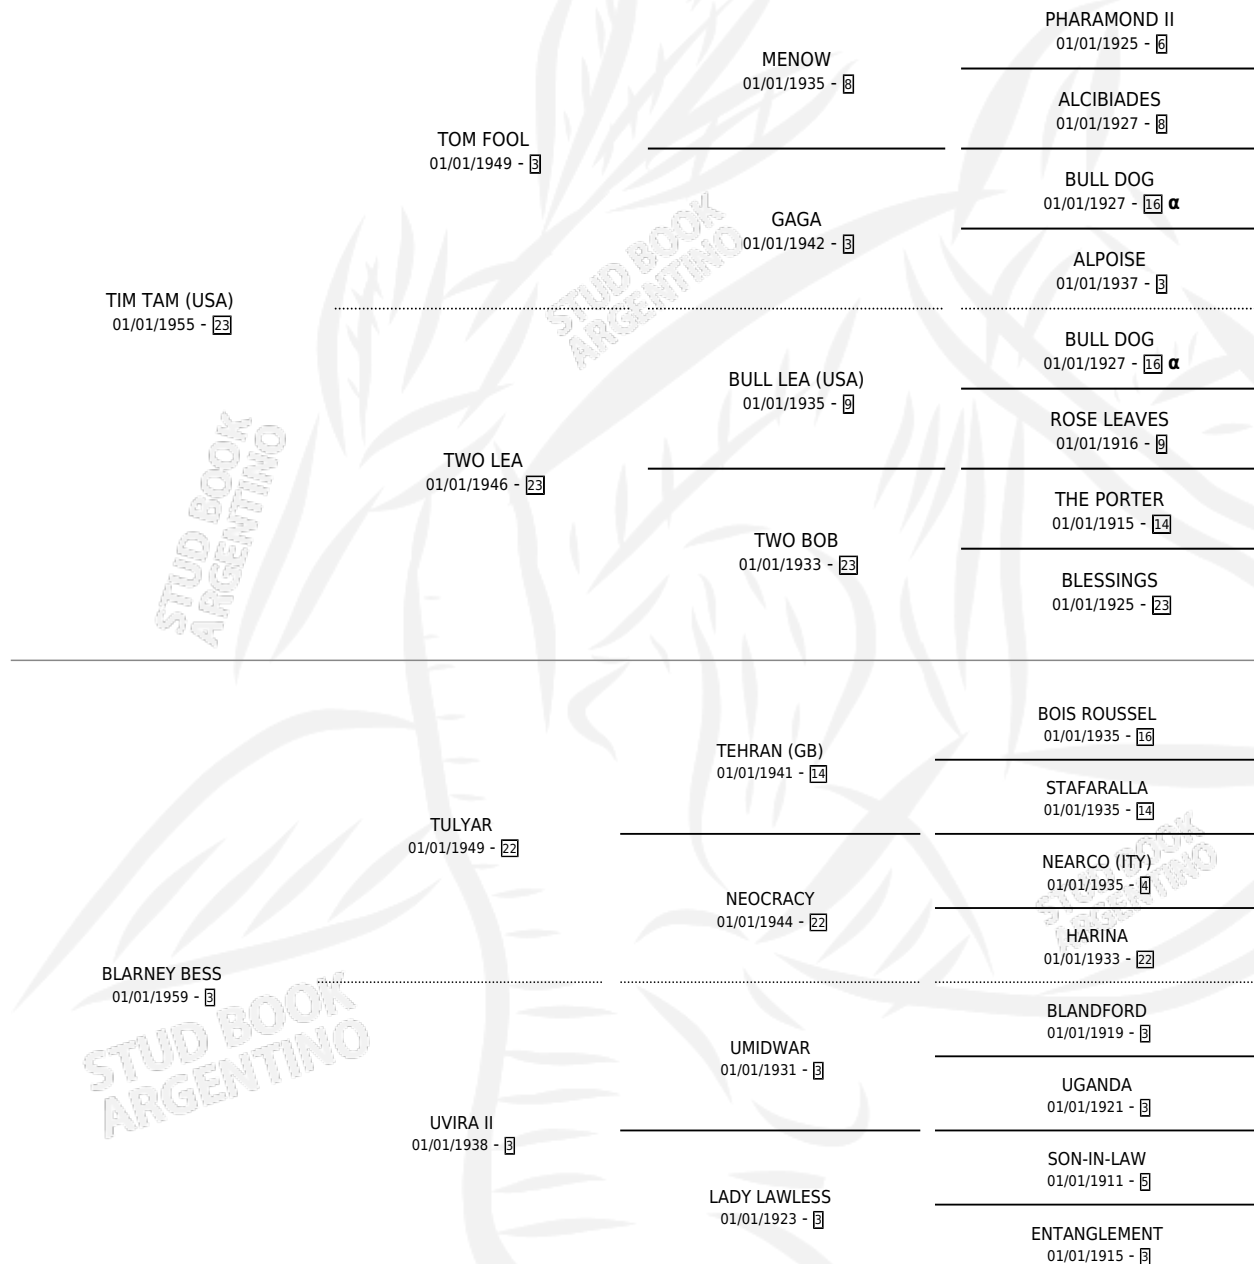 PHARAMOND II
01/01/1925 - 6
MENOW
01/01/1935 - 8
ALCIBIADES
01/01/1927 - 8
TOM FOOL
01/01/1949 - 3
BULL DOG
01/01/1927 - 16 α
GAGA
01/01/1942 - 3
ALPOISE
01/01/1937 - 3
TIM TAM (USA)
01/01/1955 - 23
BULL DOG
01/01/1927 - 16 α
BULL LEA (USA)
01/01/1935 - 9
ROSE LEAVES
01/01/1916 - 9
TWO LEA
01/01/1946 - 23
THE PORTER
01/01/1915 - 14
TWO BOB
01/01/1933 - 23
BLESSINGS
01/01/1925 - 23
BOIS ROUSSEL
01/01/1935 - 16
TEHRAN (GB)
01/01/1941 - 14
STAFARALLA
01/01/1935 - 14
TULYAR
01/01/1949 - 22
NEARCO (ITY)
01/01/1935 - 4
NEOCRACY
01/01/1944 - 22
HARINA
01/01/1933 - 22
BLARNEY BESS
01/01/1959 - 3
BLANDFORD
01/01/1919 - 3
UMIDWAR
01/01/1931 - 3
UGANDA
01/01/1921 - 3
UVIRA II
01/01/1938 - 3
SON-IN-LAW
01/01/1911 - 5
LADY LAWLESS
01/01/1923 - 3
ENTANGLEMENT
01/01/1915 - 3
STUD BOOK
ARGENTINO
STUD BOOK
ARGENTINO
STUD BOOK
ARGENTINO
STUD BOOK
ARGENTINO